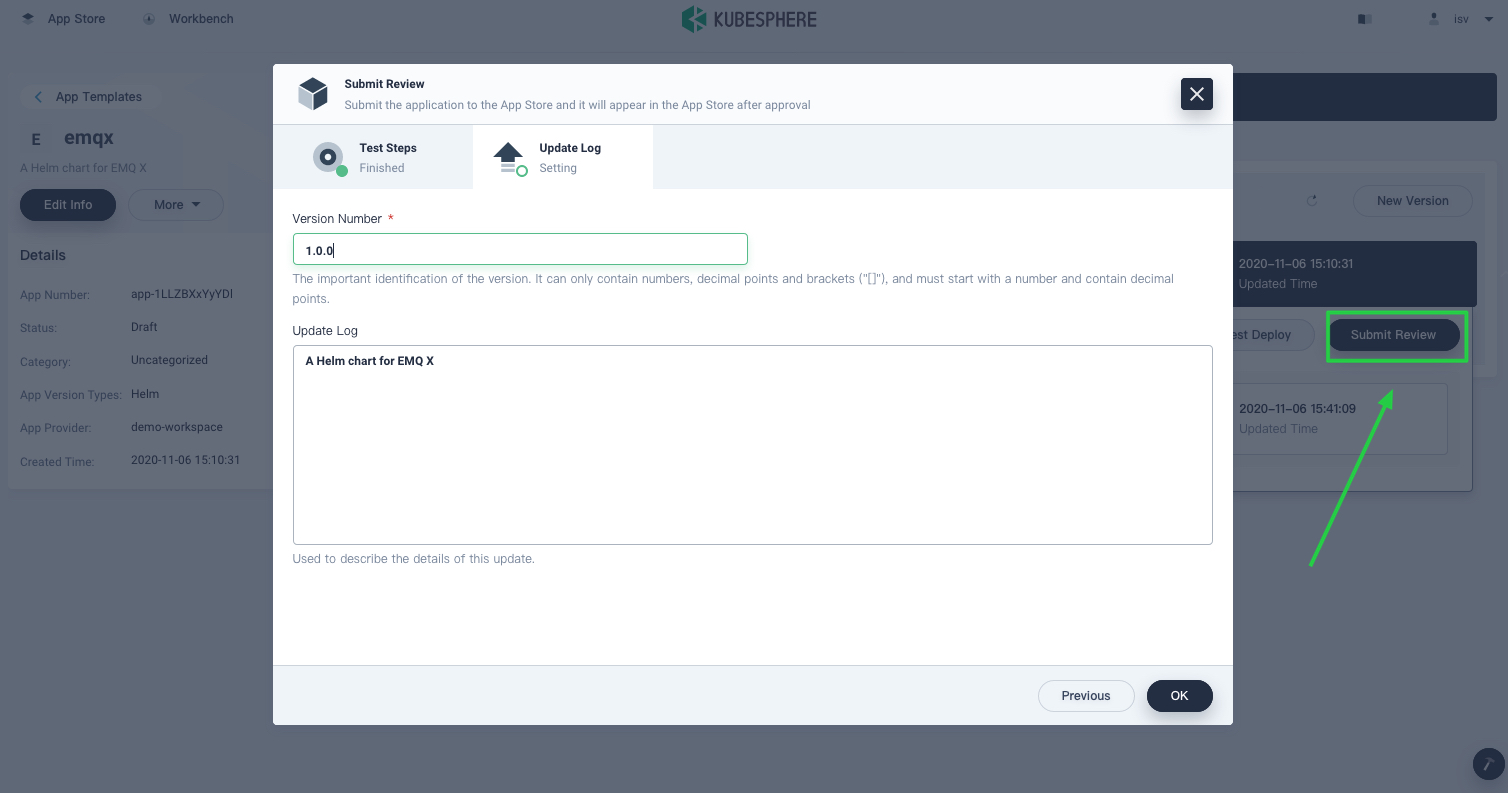 App Store
Workbench
KUBESPHERE
isv
App Templates
E
emqx
A Helm chart for EMQ X
Edit Info
More
Details
App Number: app-1LLZBXxYyYDl
Status: Draft
Category: Uncategorized
App Version Types: Helm
App Provider: demo-workspace
Created Time: 2020-11-06 15:10:31
Submit Review
Submit the application to the App Store and it will appear in the App Store after approval
Test Steps
Finished
Update Log
Setting
Version Number *
1.0.0
The important identification of the version. It can only contain numbers, decimal points and brackets ("[]"), and must start with a number and contain decimal
points.
Update Log
A Helm chart for EMQ X
Used to describe the details of this update.
Previous
OK
New Version
2020-11-06 15:10:31
Updated Time
est Deploy
Submit Review
2020-11-06 15:41:09
Updated Time